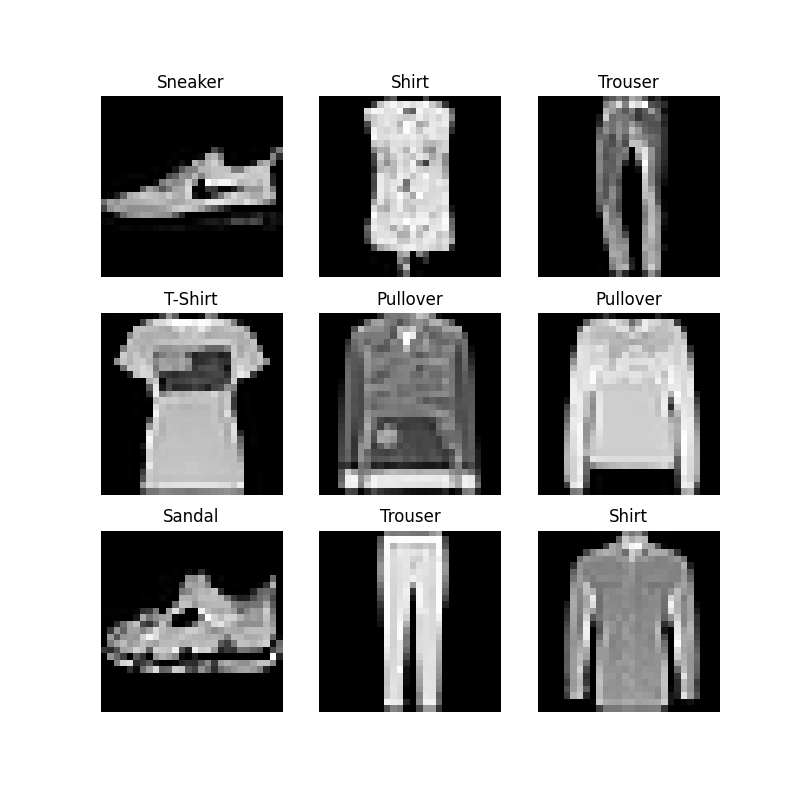 Sneaker
Shirt
Trouser
T-Shirt
Pullover
Pullover
Sandal
Trouser
Shirt